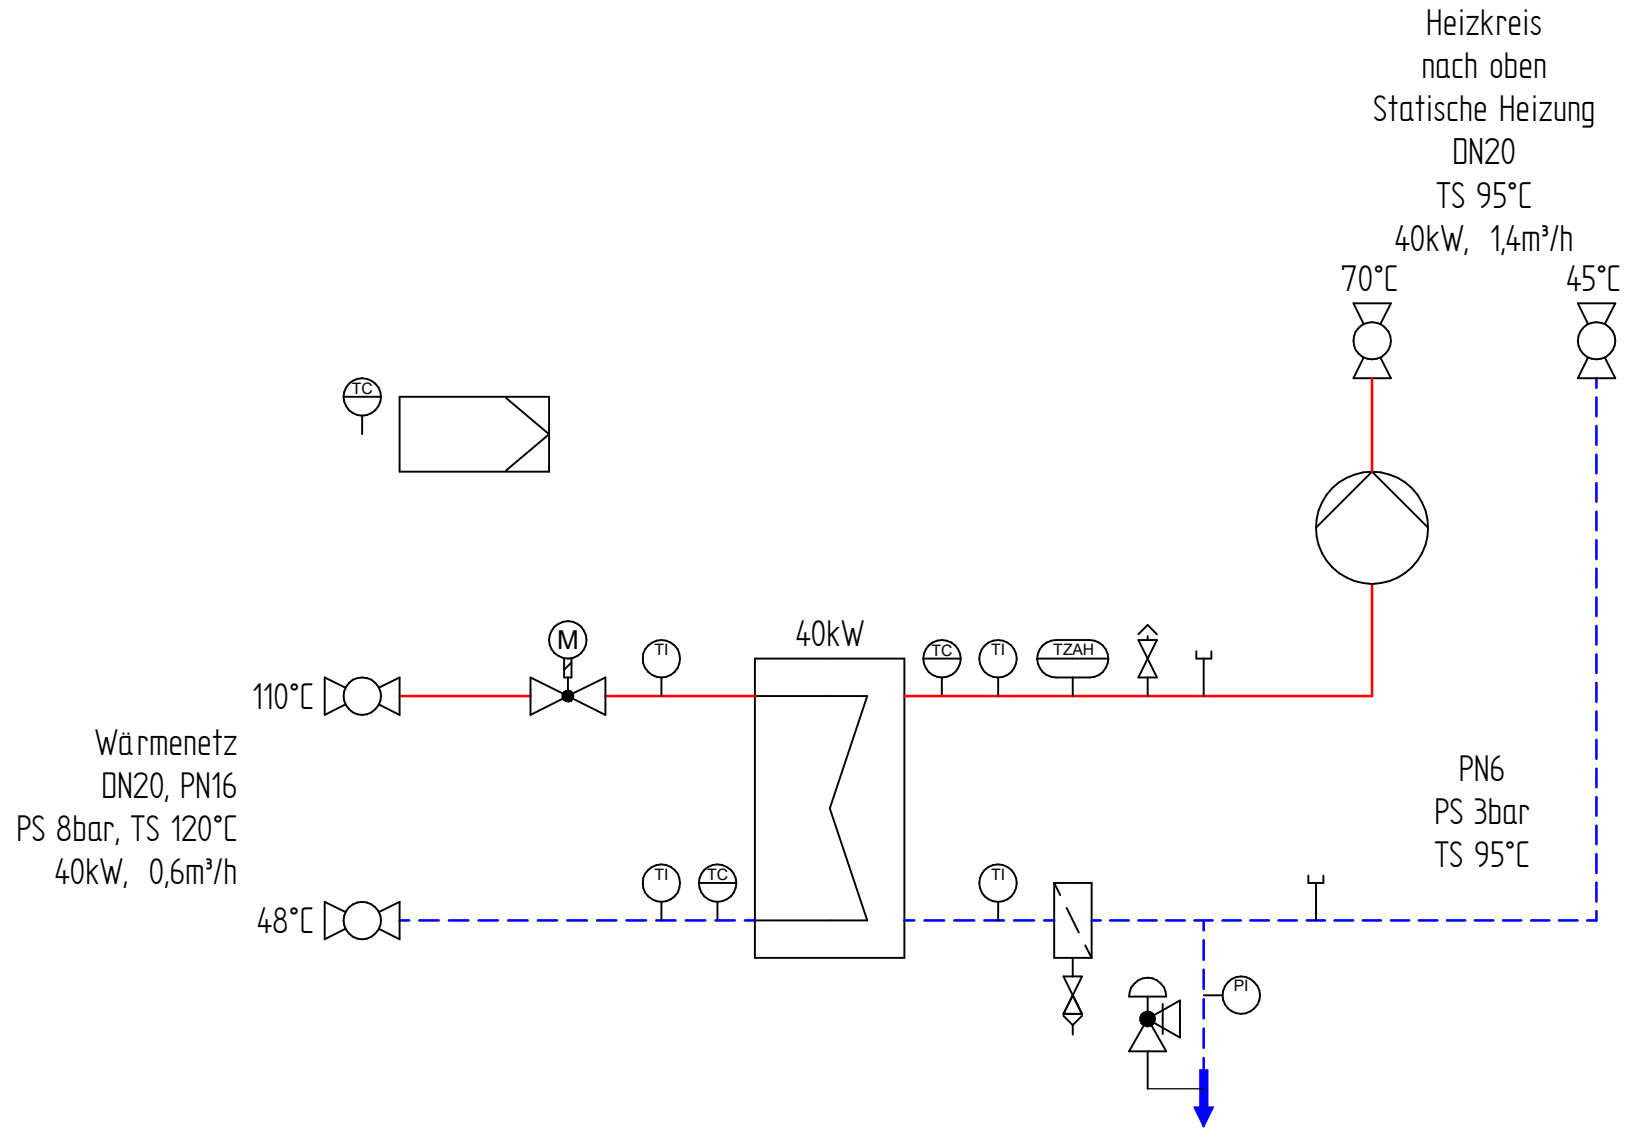 Heizkreis
nach oben
Statische Heizung
DN20
TS 95°C
40kW, 1,4m³/h
70°C
45°C
TC
M
TI
40kW
TC
TI
TZAH
110°C
Wärmenetz
DN20, PN16
PS 8bar, TS 120°C
40kW, 0,6m³/h
48°C
TI
TC
TI
PN6
PS 3bar
TS 95°C
PI